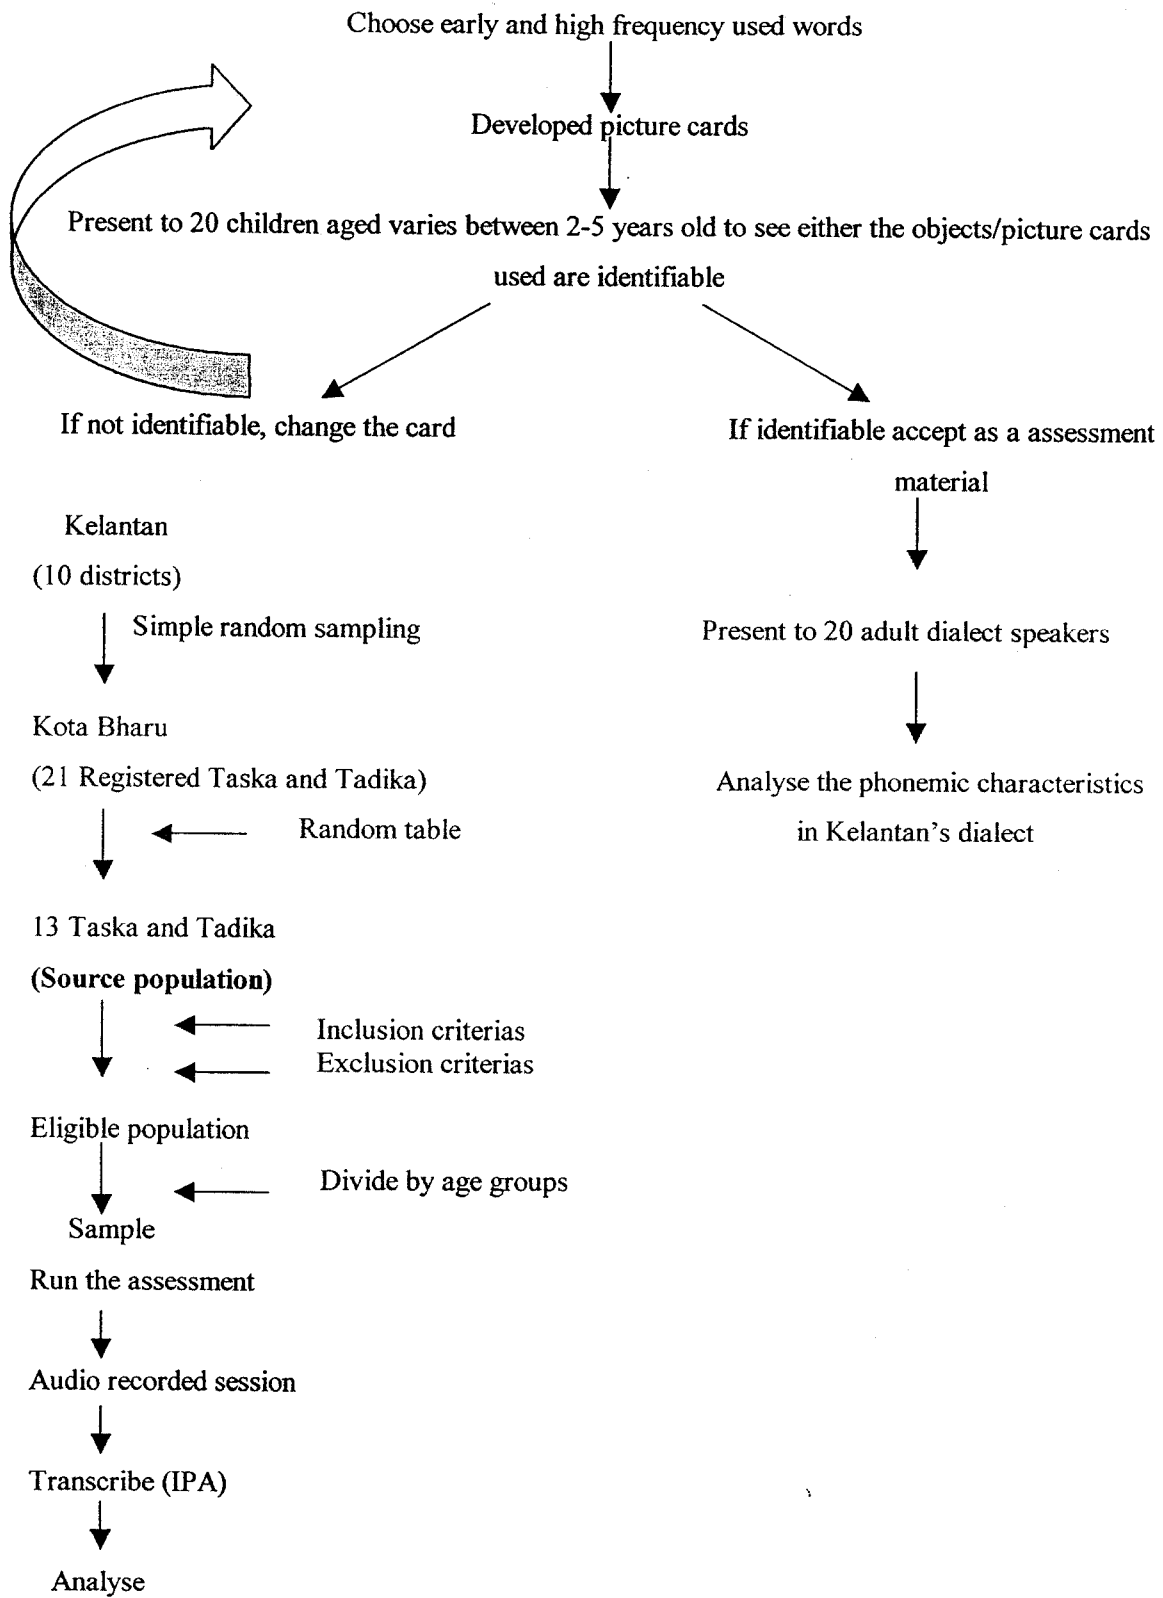 Choose early and high frequency used words
Developed picture cards
Present to 20 children aged varies between 2-5 years old to see either the objects/picture cards
used are identifiable
If not identifiable, change the card
If identifiable accept as a assessment
material
Kelantan
(10 districts)
Simple random sampling
Present to 20 adult dialect speakers
Kota Bharu
(21 Registered Taska and Tadika)
Analyse the phonemic characteristics
in Kelantan's dialect
Random table
13 Taska and Tadika
(Source population)
Inclusion criterias
Exclusion criterias
Eligible population
Divide by age groups
Sample
Run the assessment
Audio recorded session
Transcribe (IPA)
Analyse